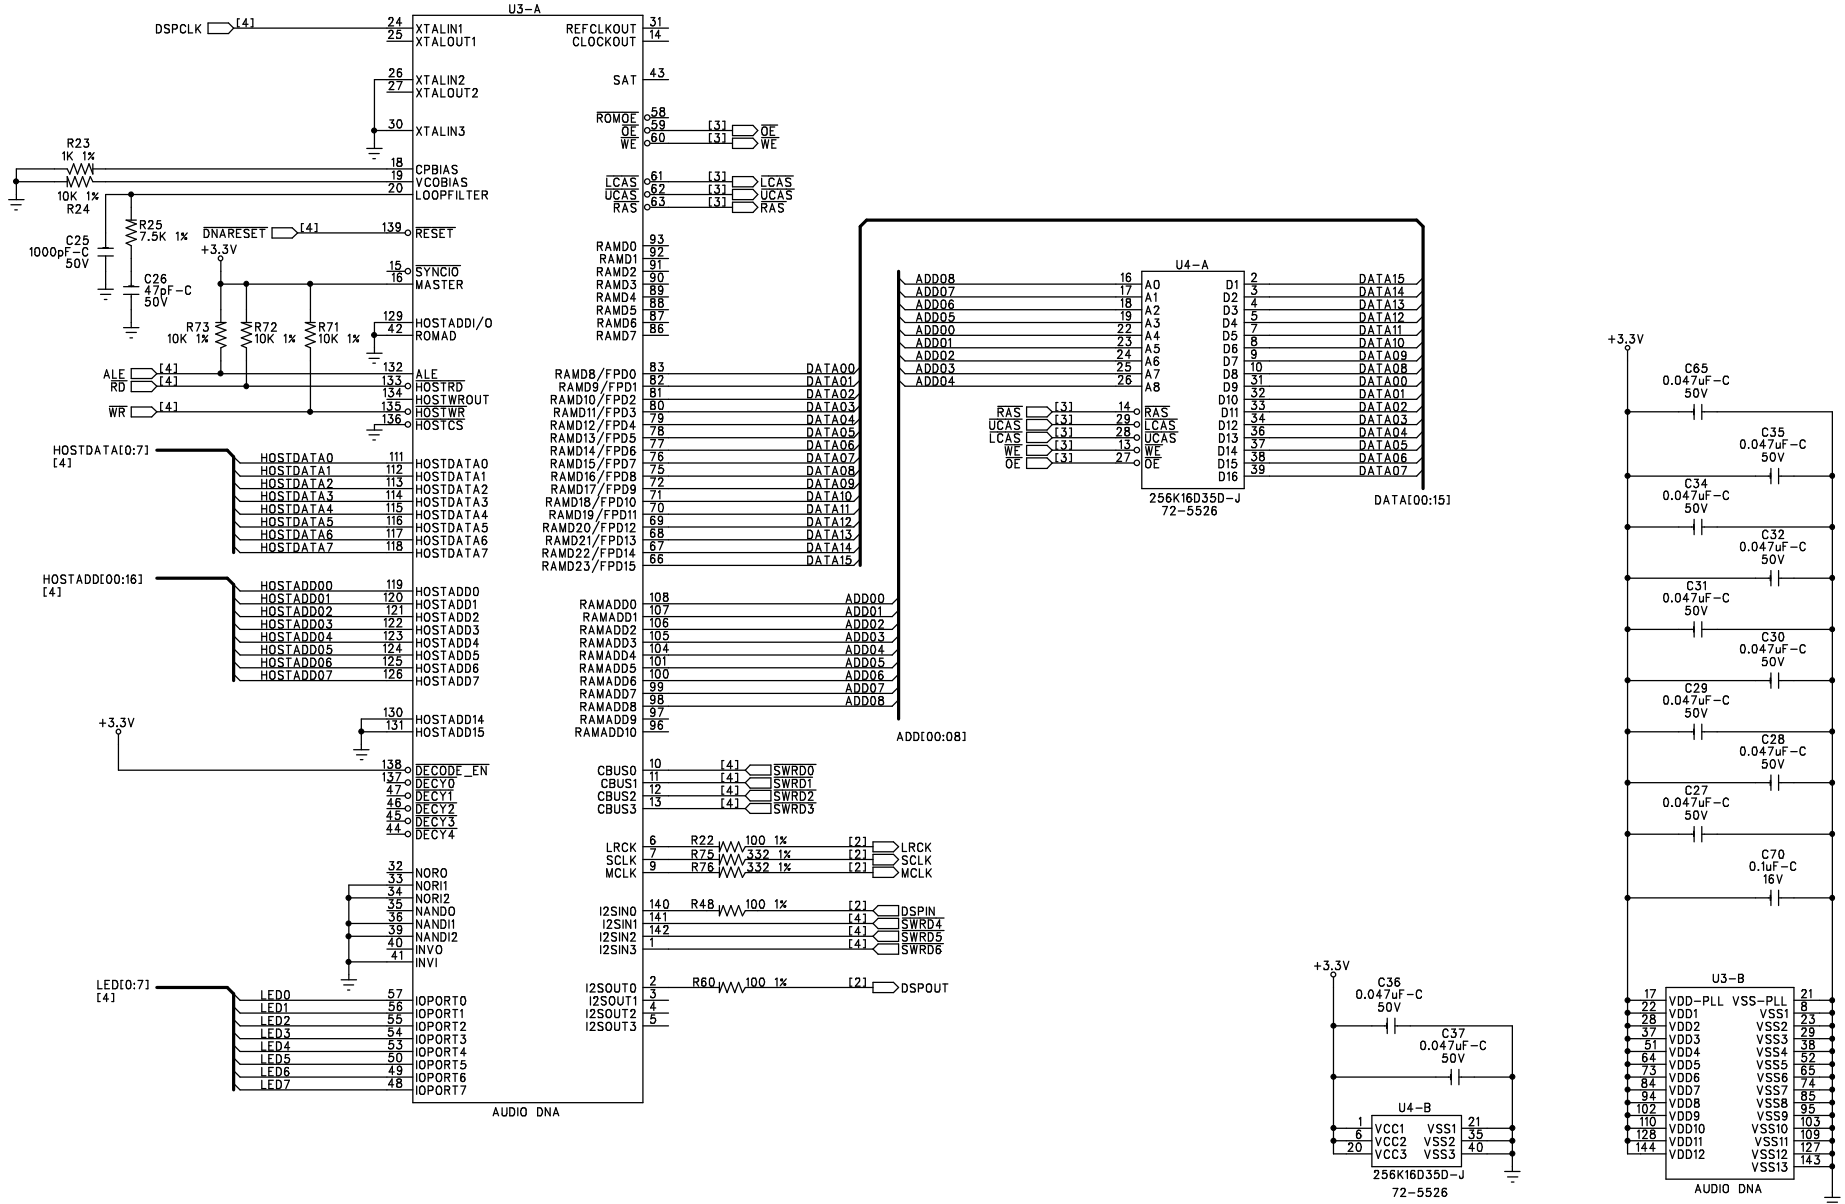 U3-A
DSPCLK [4] 24 XTALIN1
25 XTALOUT1
26 XTALIN2
27 XTALOUT2
30 XTALIN3
R23
1K 1%
18 CPBIAS
19 VCOBIAS
20 LOOPFILTER
10K 1%
R24
R25
7.5K 1%
C25
1000pF-C
50V
C26
47pF-C
50V
DNARESET [4] 139 RESET
+3.3V
15 SYNCIO
16 MASTER
R73
10K 1%
R72
10K 1%
R71
10K 1%
129 HOSTADDI/O
42 ROMAD
ALE [4] 132 ALE
RD [4] 133 HOSTRD
134 HOSTWROUT
WR [4] 135 HOSTWR
136 HOSTCS
HOSTDATA[0:7]
[4]
HOSTDATA0 111 HOSTDATA0
HOSTDATA1 112 HOSTDATA1
HOSTDATA2 113 HOSTDATA2
HOSTDATA3 114 HOSTDATA3
HOSTDATA4 115 HOSTDATA4
HOSTDATA5 116 HOSTDATA5
HOSTDATA6 117 HOSTDATA6
HOSTDATA7 118 HOSTDATA7
HOSTADD[00:16]
[4]
HOSTADD00 119 HOSTADD0
HOSTADD01 120 HOSTADD1
HOSTADD02 121 HOSTADD2
HOSTADD03 122 HOSTADD3
HOSTADD04 123 HOSTADD4
HOSTADD05 124 HOSTADD5
HOSTADD06 125 HOSTADD6
HOSTADD07 126 HOSTADD7
130 HOSTADD14
131 HOSTADD15
+3.3V
138 DECODE_EN
137 DECY0
47 DECY1
46 DECY2
45 DECY3
44 DECY4
32 NORO
33 NORI1
34 NORI2
35 NANDO
36 NANDI1
39 NANDI2
40 INVO
41 INVI
LED[0:7]
[4]
LED0 57 IOPORT0
LED1 56 IOPORT1
LED2 55 IOPORT2
LED3 54 IOPORT3
LED4 53 IOPORT4
LED5 50 IOPORT5
LED6 49 IOPORT6
LED7 48 IOPORT7
AUDIO DNA
REFCLKOUT 31
CLOCKOUT 14
SAT 43
ROMOE 58
OE 59 [3] OE
WE 60 [3] WE
LCAS 61 [3] LCAS
UCAS 62 [3] UCAS
RAS 63 [3] RAS
RAMD0 93
RAMD1 92
RAMD2 91
RAMD3 90
RAMD4 89
RAMD5 88
RAMD6 87
RAMD7 86
RAMD8/FPD0 83 DATA00
RAMD9/FPD1 82 DATA01
RAMD10/FPD2 81 DATA02
RAMD11/FPD3 80 DATA03
RAMD12/FPD4 79 DATA04
RAMD13/FPD5 78 DATA05
RAMD14/FPD6 77 DATA06
RAMD15/FPD7 76 DATA07
RAMD16/FPD8 75 DATA08
RAMD17/FPD9 72 DATA09
RAMD18/FPD10 71 DATA10
RAMD19/FPD11 70 DATA11
RAMD20/FPD12 69 DATA12
RAMD21/FPD13 68 DATA13
RAMD22/FPD14 67 DATA14
RAMD23/FPD15 66 DATA15
RAMADD0 108 ADD00
RAMADD1 107 ADD01
RAMADD2 106 ADD02
RAMADD3 105 ADD03
RAMADD4 104 ADD04
RAMADD5 101 ADD05
RAMADD6 100 ADD06
RAMADD7 99 ADD07
RAMADD8 98 ADD08
RAMADD9 97
RAMADD10 96
ADD[00:08]
CBUS0 10 [4] SWRD0
CBUS1 11 [4] SWRD1
CBUS2 12 [4] SWRD2
CBUS3 13 [4] SWRD3
LRCK 6 R22 100 1% [2] LRCK
SCLK 7 R75 332 1% [2] SCLK
MCLK 9 R76 332 1% [2] MCLK
I2SIN0 140 R48 100 1% [2] DSPIN
I2SIN1 141 [4] SWRD4
I2SIN2 142 [4] SWRD5
I2SIN3 1 [4] SWRD6
I2SOUT0 2 R60 100 1% [2] DSPOUT
I2SOUT1 3
I2SOUT2 4
I2SOUT3 5
U4-A
ADD08 16 A0 D1 2 DATA15
ADD07 17 A1 D2 3 DATA14
ADD06 18 A2 D3 4 DATA13
ADD05 19 A3 D4 5 DATA12
ADD00 22 A4 D5 7 DATA11
ADD01 23 A5 D6 8 DATA10
ADD02 24 A6 D7 9 DATA09
ADD03 25 A7 D8 10 DATA08
ADD04 26 A8 D9 31 DATA00
D10 32 DATA01
RAS [3] 14 RAS D11 33 DATA02
UCAS [3] 29 LCAS D12 34 DATA03
LCAS [3] 28 UCAS D13 36 DATA04
WE [3] 13 WE D14 37 DATA05
OE [3] 27 OE D15 38 DATA06
D16 39 DATA07
256K16D35D-J
72-5526
DATA[00:15]
+3.3V
C65
0.047uF-C
50V
C35
0.047uF-C
50V
C34
0.047uF-C
50V
C32
0.047uF-C
50V
C31
0.047uF-C
50V
C30
0.047uF-C
50V
C29
0.047uF-C
50V
C28
0.047uF-C
50V
C27
0.047uF-C
50V
C70
0.1uF-C
16V
+3.3V
C36
0.047uF-C
50V
C37
0.047uF-C
50V
U4-B
1 VCC1 VSS1 21
6 VCC2 VSS2 35
20 VCC3 VSS3 40
256K16D35D-J
72-5526
U3-B
17 VDD-PLL VSS-PLL 21
22 VDD1 VSS1 8
28 VDD2 VSS2 23
37 VDD3 VSS3 29
51 VDD4 VSS4 38
64 VDD5 VSS5 52
73 VDD6 VSS6 65
84 VDD7 VSS7 74
94 VDD8 VSS8 85
102 VDD9 VSS9 95
110 VDD10 VSS10 103
128 VDD11 VSS11 109
144 VDD12 VSS12 127
VSS13 143
AUDIO DNA